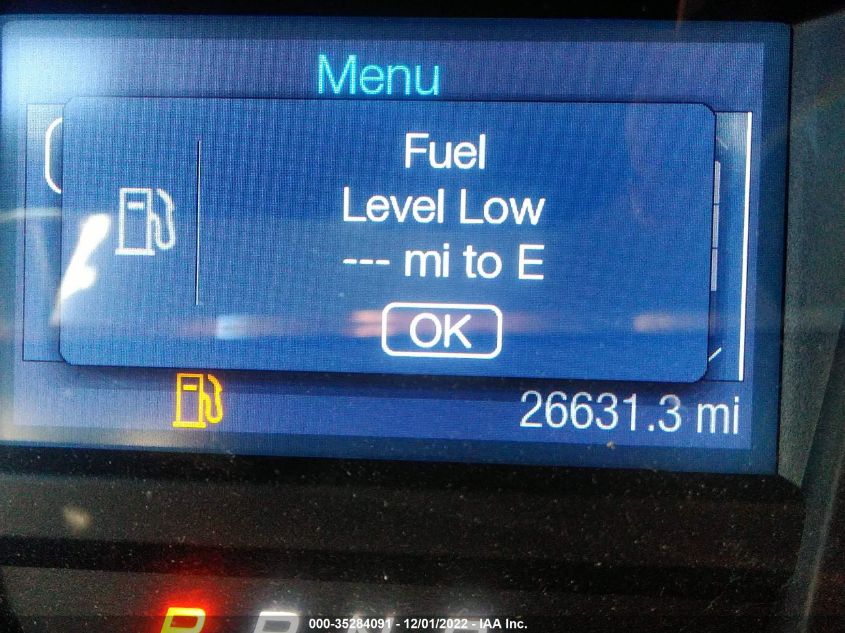 Menu
Fuel
Level Low
--- mi to E
OK
26631.3 mi
P R N D
000-35284091 - 12/01/2022 - IAA Inc.